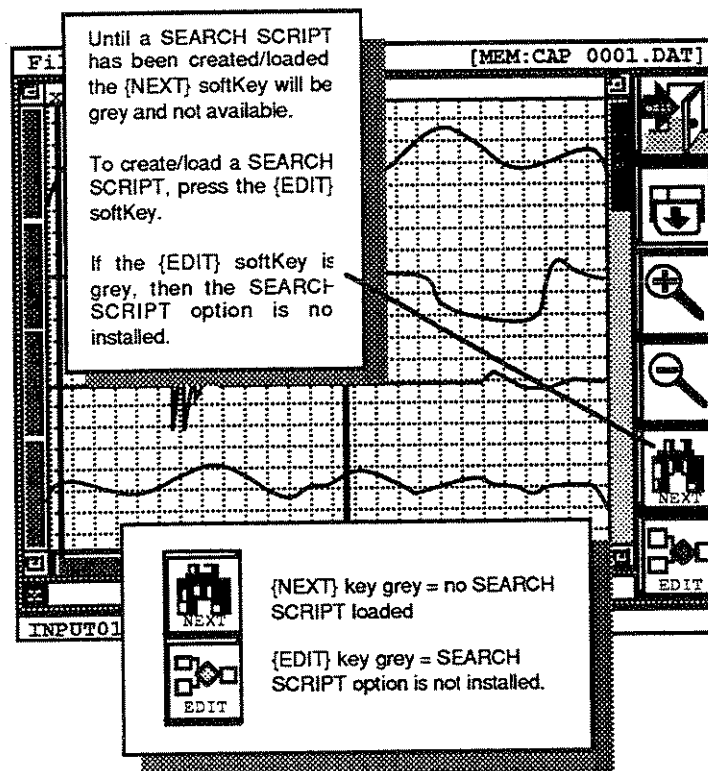 Until a SEARCH SCRIPT
has been created/loaded
the {NEXT} softKey will be
grey and not available.
To create/load a SEARCH
SCRIPT, press the {EDIT}
softKey.
If the {EDIT} softKey is
grey, then the SEARCH
SCRIPT option is no
installed.
Fi
[MEM:CAP 0001.DAT]
NEXT
EDIT
{NEXT} key grey = no SEARCH
SCRIPT loaded
NEXT
{EDIT} key grey = SEARCH
SCRIPT option is not installed.
EDIT
INPUT01